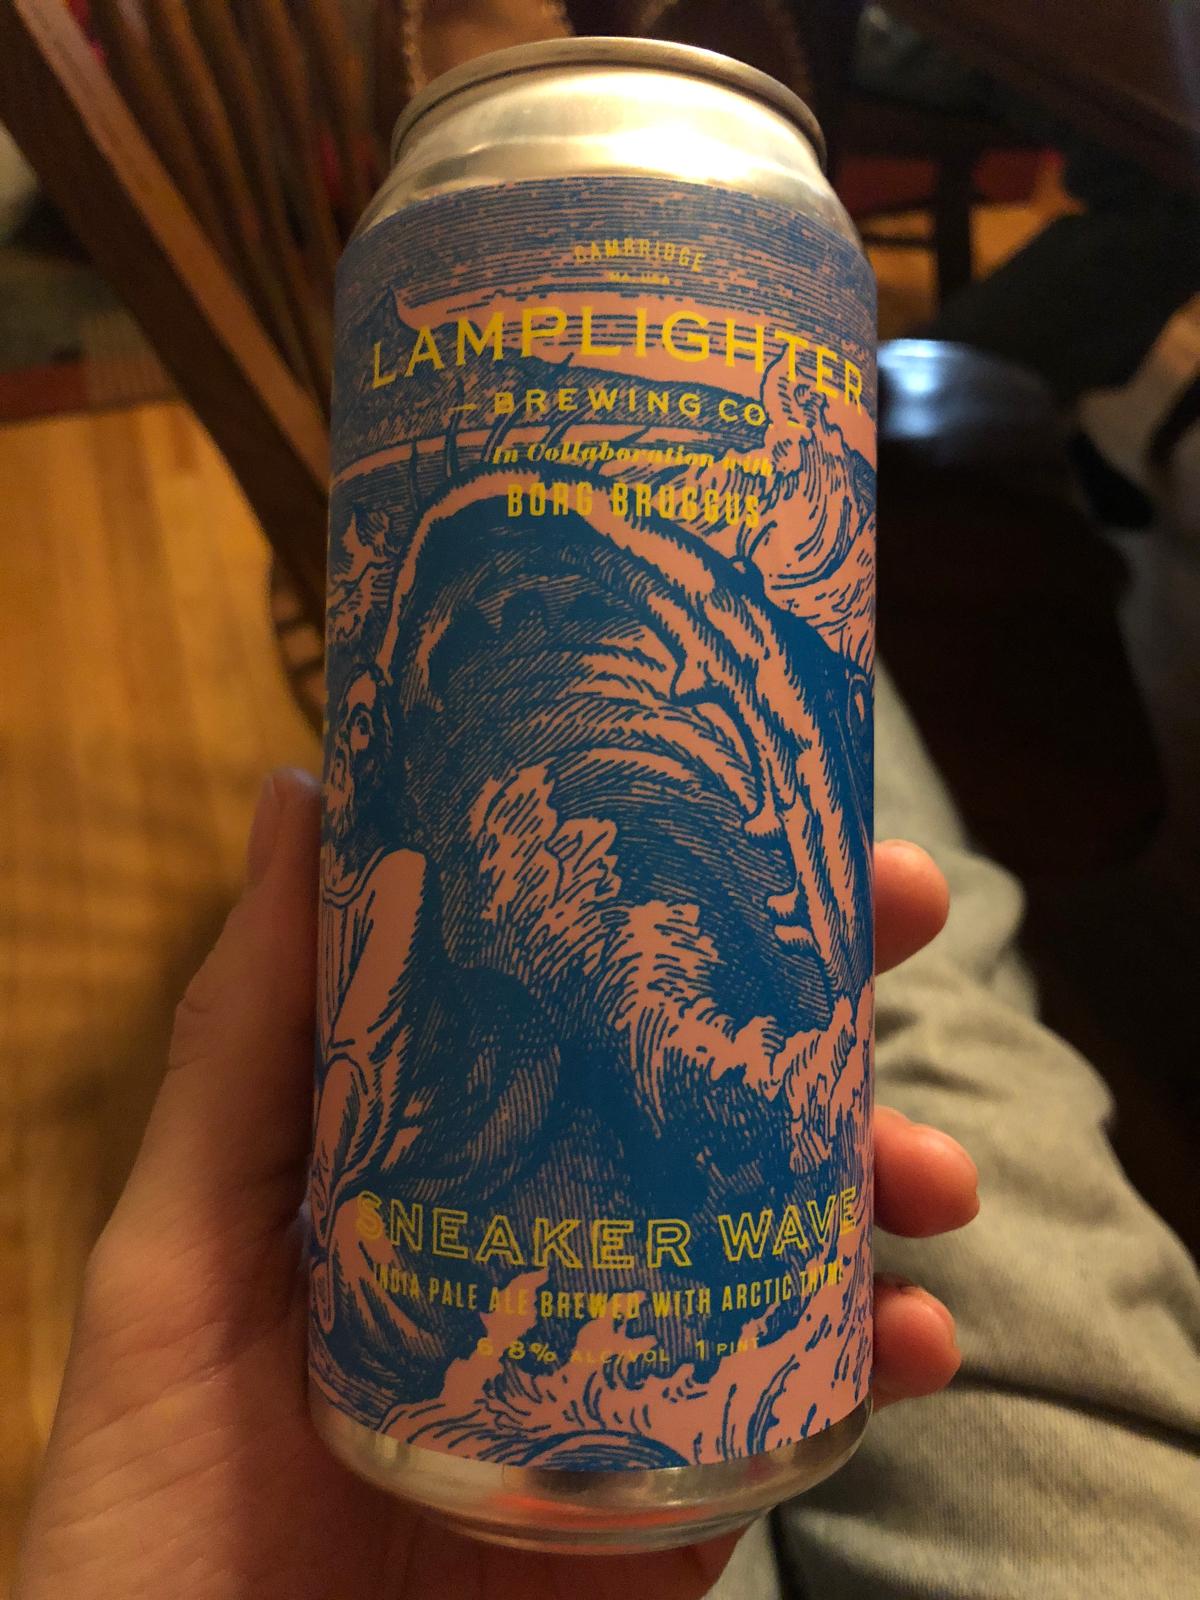 CAMBRIDGE
MA, USA
LAMPLIGHTER
— BREWING CO. —
In Collaboration with
BORG BRUGGUS
SNEAKER WAVE
INDIA PALE ALE BREWED WITH ARCTIC THYME
6.8% ALC/VOL 1 PINT